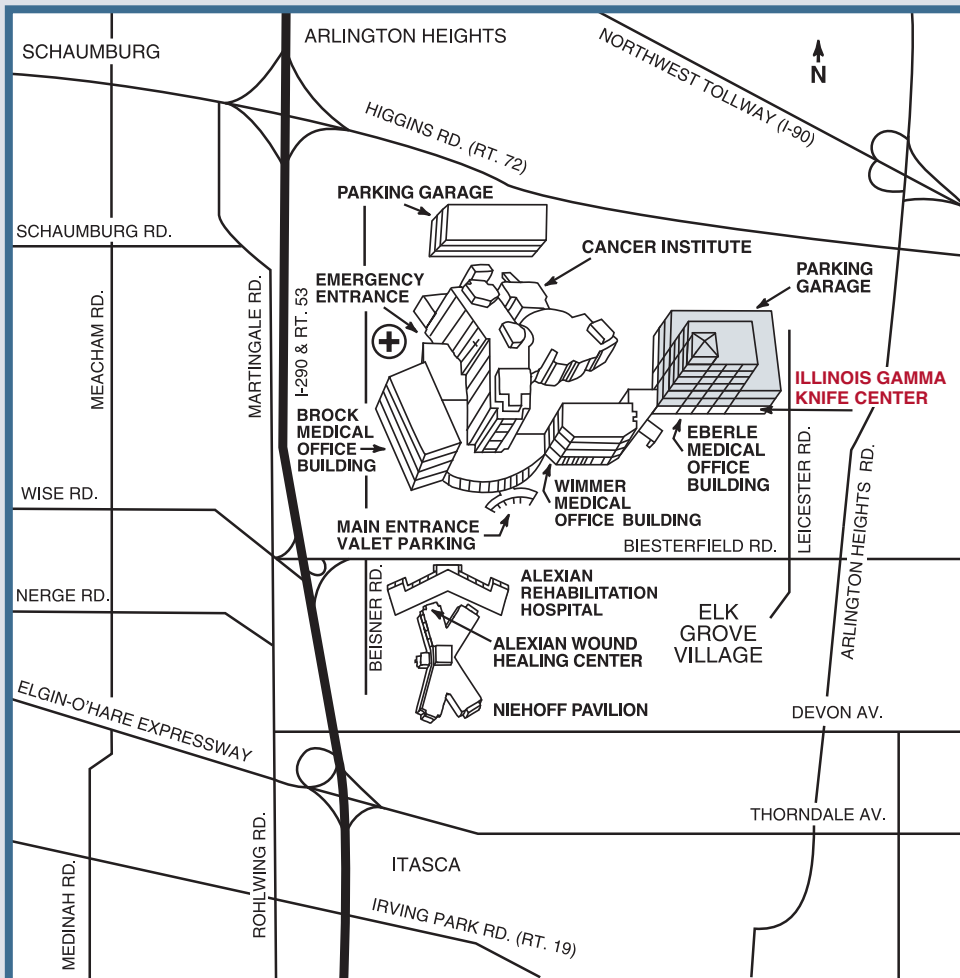 SCHAUMBURG
ARLINGTON HEIGHTS
NORTHWEST TOLLWAY (I-90)
N
HIGGINS RD. (RT. 72)
PARKING GARAGE
SCHAUMBURG RD.
CANCER INSTITUTE
EMERGENCY
ENTRANCE
PARKING
GARAGE
MEACHAM RD.
MARTINGALE RD.
I-290 & RT. 53
ILLINOIS GAMMA
KNIFE CENTER
BROCK
MEDICAL
OFFICE
BUILDING
EBERLE
MEDICAL
OFFICE
BUILDING
LEICESTER RD.
ARLINGTON HEIGHTS RD.
WISE RD.
WIMMER
MEDICAL
OFFICE BUILDING
MAIN ENTRANCE
VALET PARKING
BIESTERFIELD RD.
NERGE RD.
BEISNER RD.
ALEXIAN
REHABILITATION
HOSPITAL
ELK
GROVE
VILLAGE
ALEXIAN WOUND
HEALING CENTER
NIEHOFF PAVILION
ELGIN-O'HARE EXPRESSWAY
DEVON AV.
THORNDALE AV.
ROHLWING RD.
ITASCA
MEDINAH RD.
IRVING PARK RD. (RT. 19)